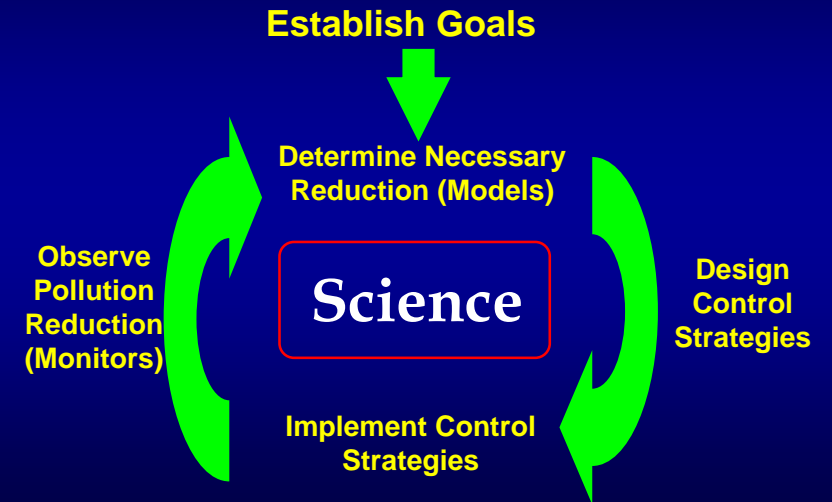 Establish Goals
Determine Necessary
Reduction (Models)
Observe
Pollution
Reduction
(Monitors)
Science
Design
Control
Strategies
Implement Control
Strategies